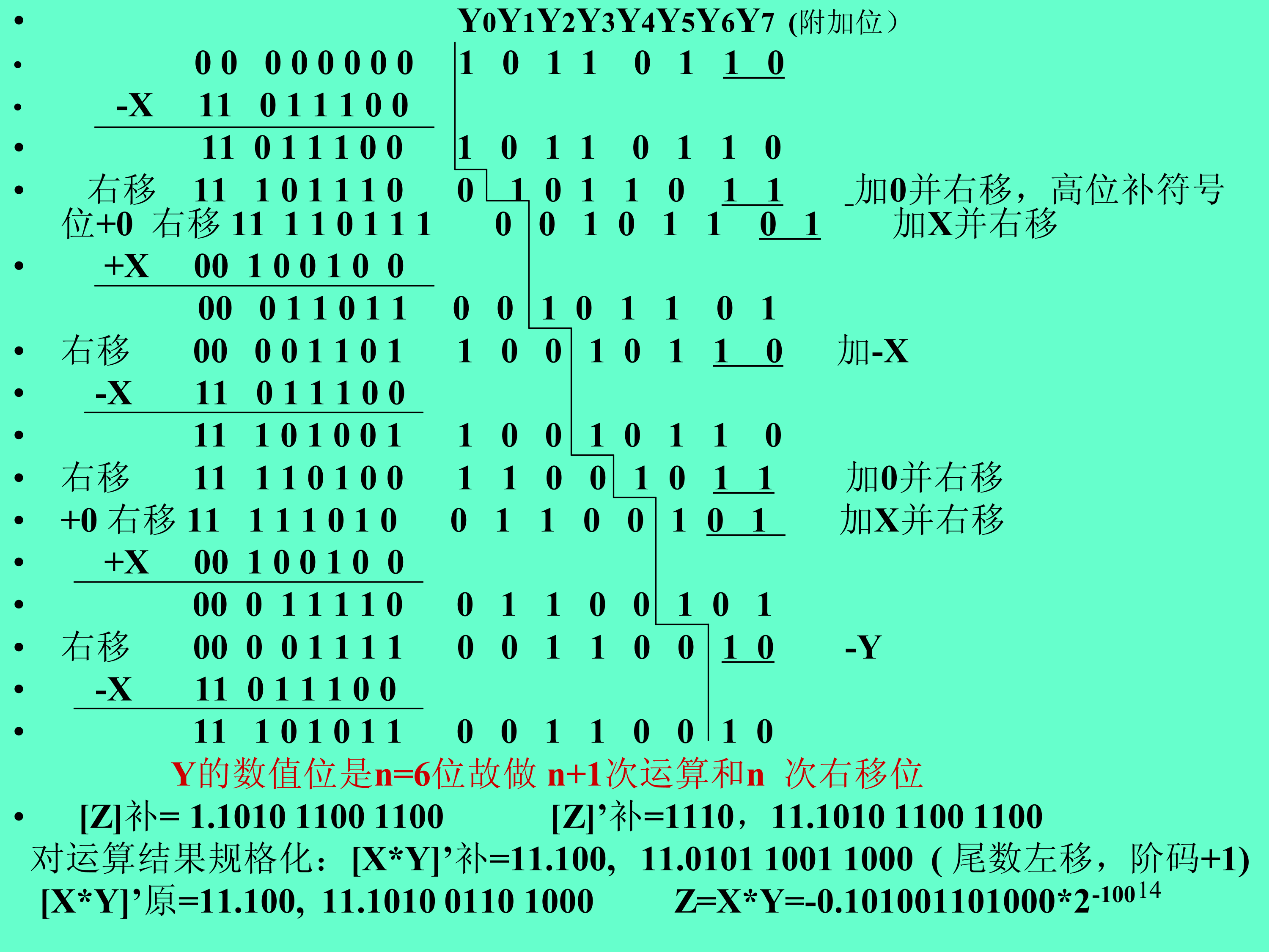 • Y0Y1Y2Y3Y4Y5Y6Y7 (附加位）
• 0 0 0 0 0 0 0 0 1 0 1 1 0 1 1 0
• -X 11 0 1 1 1 0 0
• 11 0 1 1 1 0 0 1 0 1 1 0 1 1 0
• 右移 11 1 0 1 1 1 0 0 1 0 1 1 0 1 1 加0并右移，高位补符号
位+0 右移 11 1 1 0 1 1 1 0 0 1 0 1 1 0 1 加X并右移
• +X 00 1 0 0 1 0 0
00 0 1 1 0 1 1 0 0 1 0 1 1 0 1
• 右移 00 0 0 1 1 0 1 1 0 0 1 0 1 1 0 加-X
• -X 11 0 1 1 1 0 0
• 11 1 0 1 0 0 1 1 0 0 1 0 1 1 0
• 右移 11 1 1 0 1 0 0 1 1 0 0 1 0 1 1 加0并右移
• +0 右移 11 1 1 1 0 1 0 0 1 1 0 0 1 0 1 加X并右移
• +X 00 1 0 0 1 0 0
• 00 0 1 1 1 1 0 0 1 1 0 0 1 0 1
• 右移 00 0 0 1 1 1 1 0 0 1 1 0 0 1 0 -Y
• -X 11 0 1 1 1 0 0
• 11 1 0 1 0 1 1 0 0 1 1 0 0 1 0
Y的数值位是n=6位故做 n+1次运算和n 次右移位
• [Z]补= 1.1010 1100 1100 [Z]’补=1110，11.1010 1100 1100
对运算结果规格化：[X*Y]’补=11.100, 11.0101 1001 1000 ( 尾数左移，阶码+1)
[X*Y]’原=11.100, 11.1010 0110 1000 Z=X*Y=-0.101001101000*2-100
14